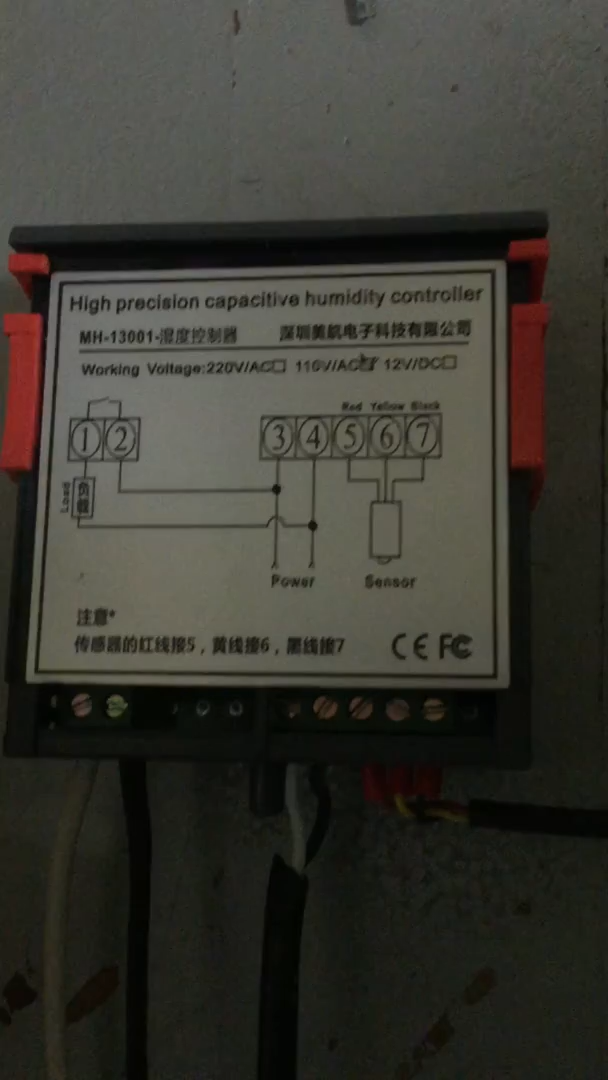 High precision capacitive humidity controller
MH-13001-湿度控制器 深圳美航电子科技有限公司
Working Voltage:220V/AC 110V/AC 12V/DC
Red Yellow Black
1 2 3 4 5 6 7
Load
Power Sensor
注意*
传感器的红线接5，黄线接6，黑线接7
CE FC